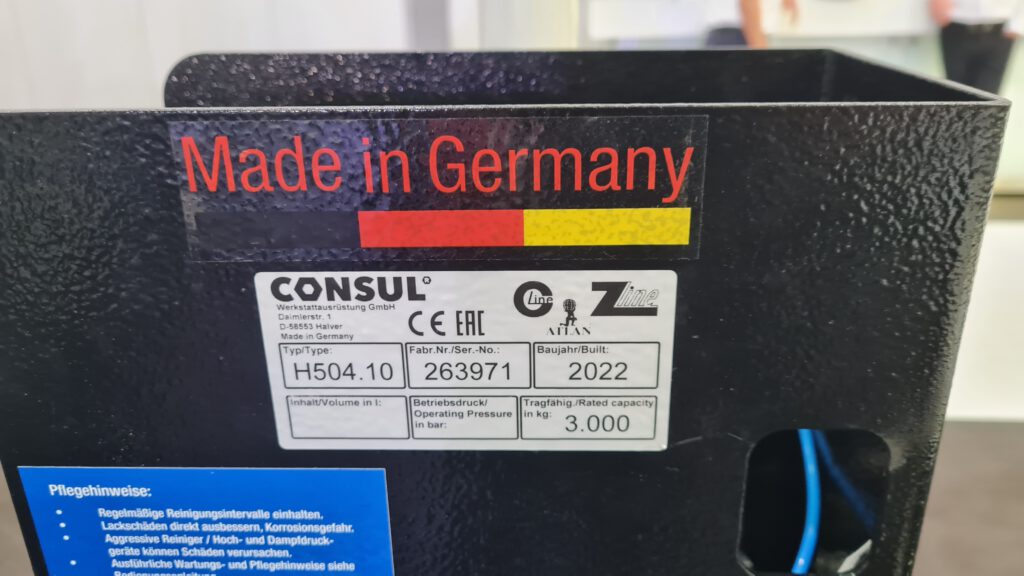 Made in Germany
CONSUL
Werkstattausrüstung GmbH
Daimlerstr. 1
D-58553 Halver
Made in Germany
CE EAC
C Line
ATLAN
Z line
Typ/Type:
H504.10
Fabr.Nr./Ser.-No.:
263971
Baujahr/Built:
2022
Inhalt/Volume in l:
Betriebsdruck/
Operating Pressure
in bar:
Tragfähig./Rated capacity
in kg:
3.000
Pflegehinweise:
• Regelmäßige Reinigungsintervalle einhalten.
• Lackschäden direkt ausbessern, Korrosionsgefahr.
• Aggressive Reiniger / Hoch- und Dampfdruck-
geräte können Schäden verursachen.
• Ausführliche Wartungs- und Pflegehinweise siehe
Bedienungsanleitung.